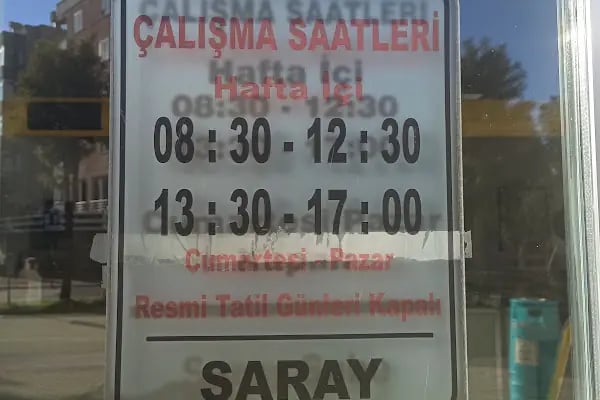 ÇALIŞMA SAATLERİ
Hafta İçi
08:30 - 12:30
13:30 - 17:00
Cumartesi - Pazar
Resmi Tatil Günleri Kapalı
SARAY